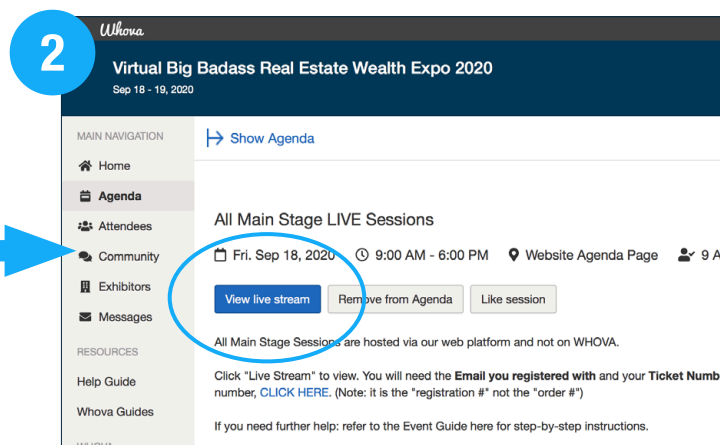 2
Whova
Virtual Big Badass Real Estate Wealth Expo 2020
Sep 18 - 19, 2020
MAIN NAVIGATION
Home
Agenda
Attendees
Community
Exhibitors
Messages
RESOURCES
Help Guide
Whova Guides
Show Agenda
All Main Stage LIVE Sessions
Fri. Sep 18, 2020 9:00 AM - 6:00 PM Website Agenda Page 9 A
View live stream Remove from Agenda Like session
All Main Stage Sessions are hosted via our web platform and not on WHOVA.
Click "Live Stream" to view. You will need the Email you registered with and your Ticket Numb
number, CLICK HERE. (Note: it is the "registration #" not the "order #")
If you need further help: refer to the Event Guide here for step-by-step instructions.